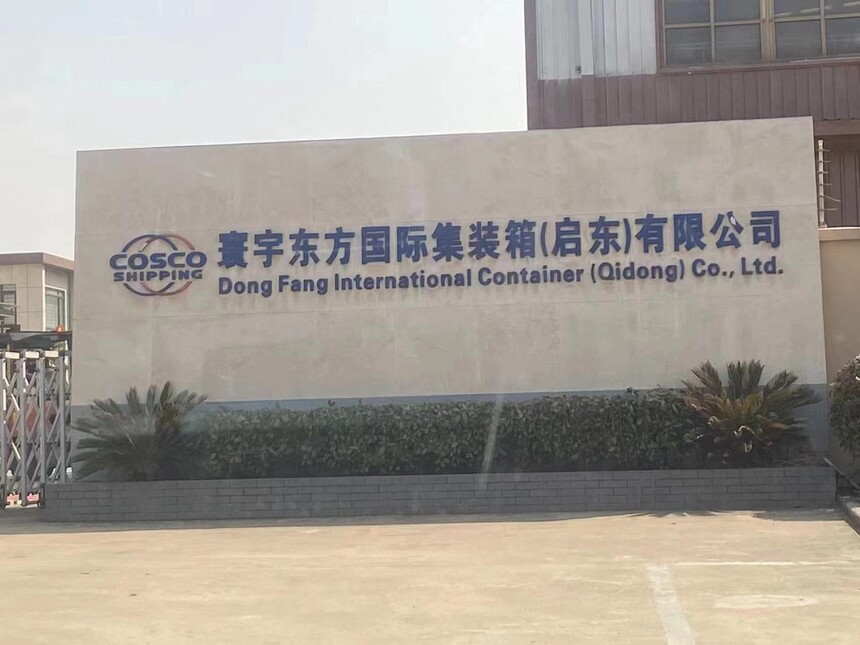 COSCO
SHIPPING
寰宇东方国际集装箱(启东)有限公司
Dong Fang International Container (Qidong) Co., Ltd.